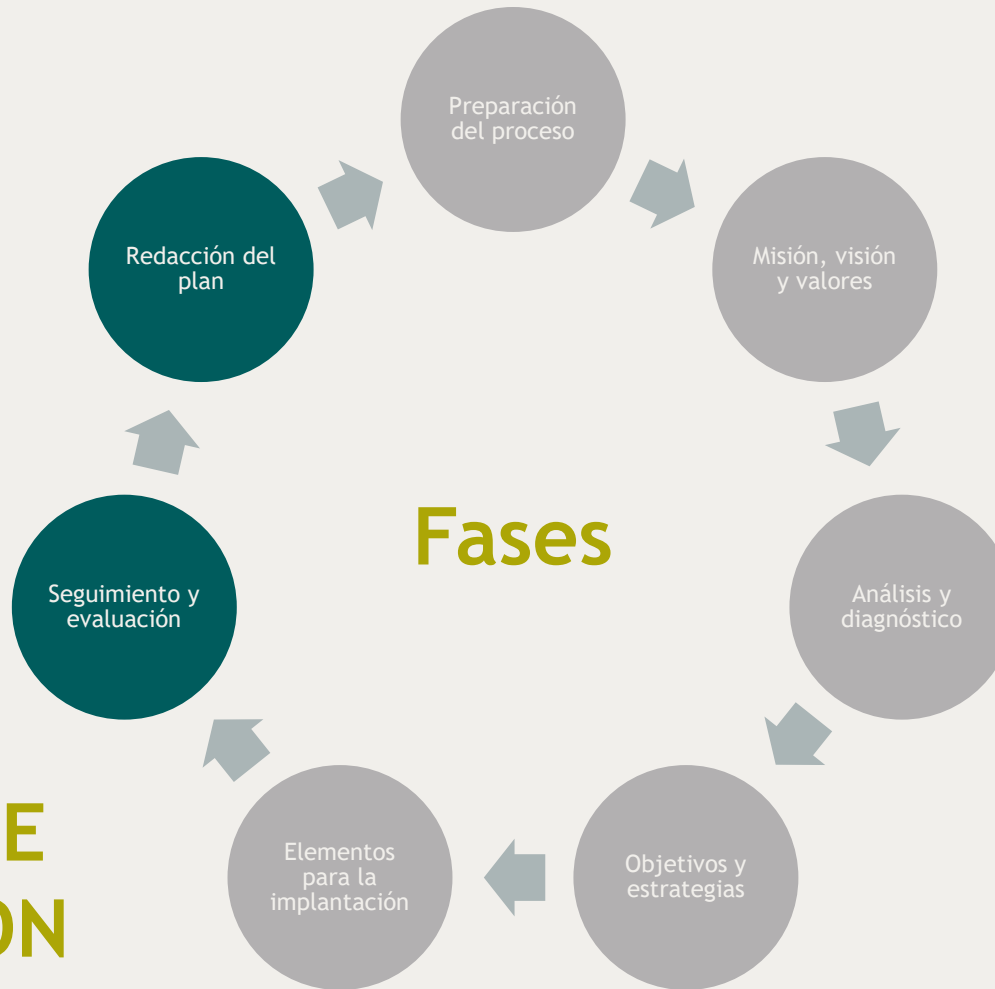 Preparación
del proceso
Misión, visión
y valores
Análisis y
diagnóstico
Objetivos y
estrategias
Elementos
para la
implantación
Seguimiento y
evaluación
Redacción del
plan
Fases